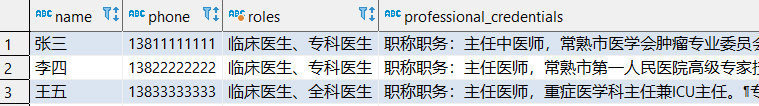 name phone roles professional_credentials
1 张三 13811111111 临床医生、专科医生 职称职务：主任中医师，常熟市医学会肿瘤专业委员会
2 李四 13822222222 临床医生、专科医生 职称职务：主任医师，常熟市第一人民医院高级专家
3 王五 13833333333 临床医生、全科医生 职称职务：主任医师，重症医学科主任兼ICU主任。¶